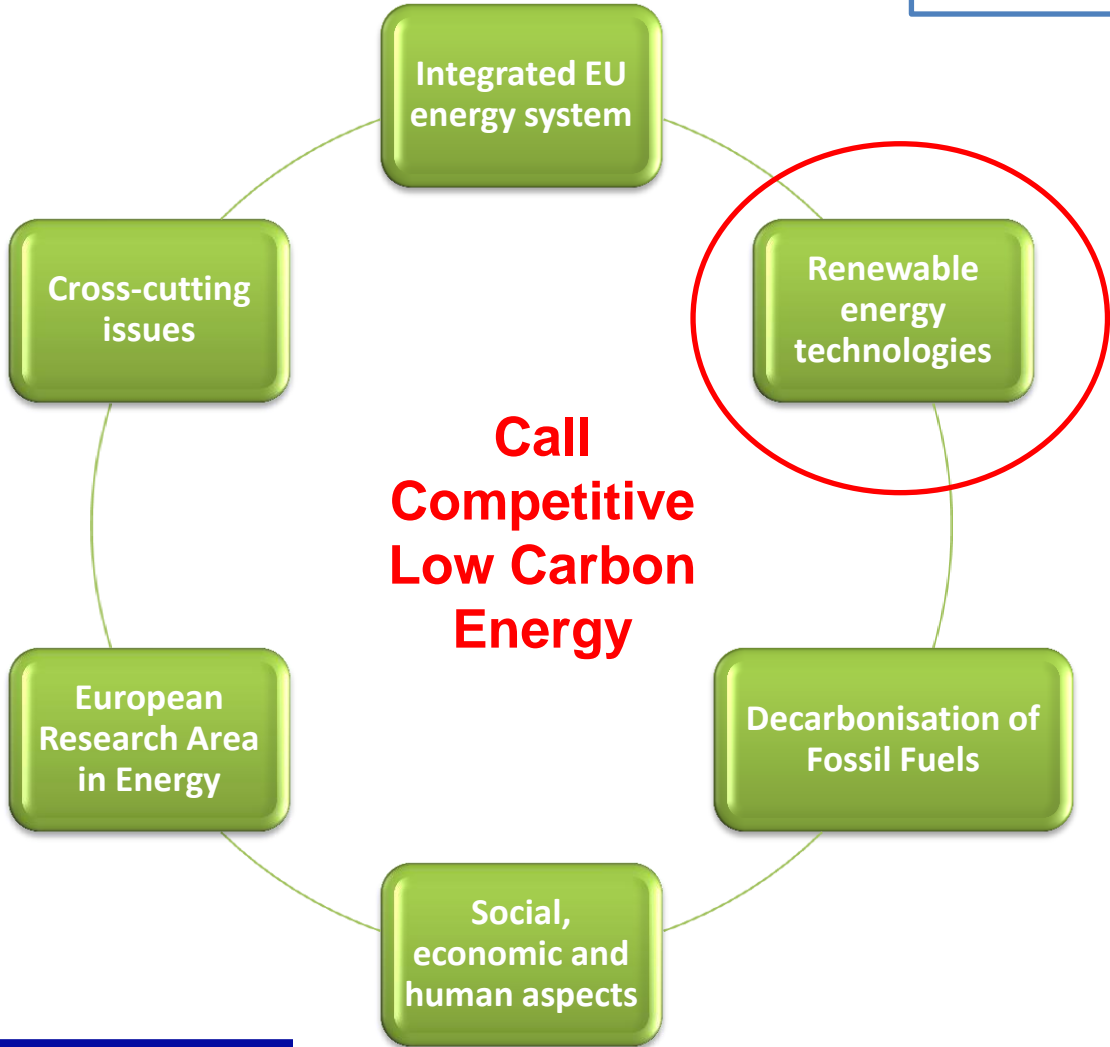 Integrated EU
energy system
Renewable
energy
technologies
Cross-cutting
issues
Call
Competitive
Low Carbon
Energy
European
Research Area
in Energy
Decarbonisation of
Fossil Fuels
Social,
economic and
human aspects